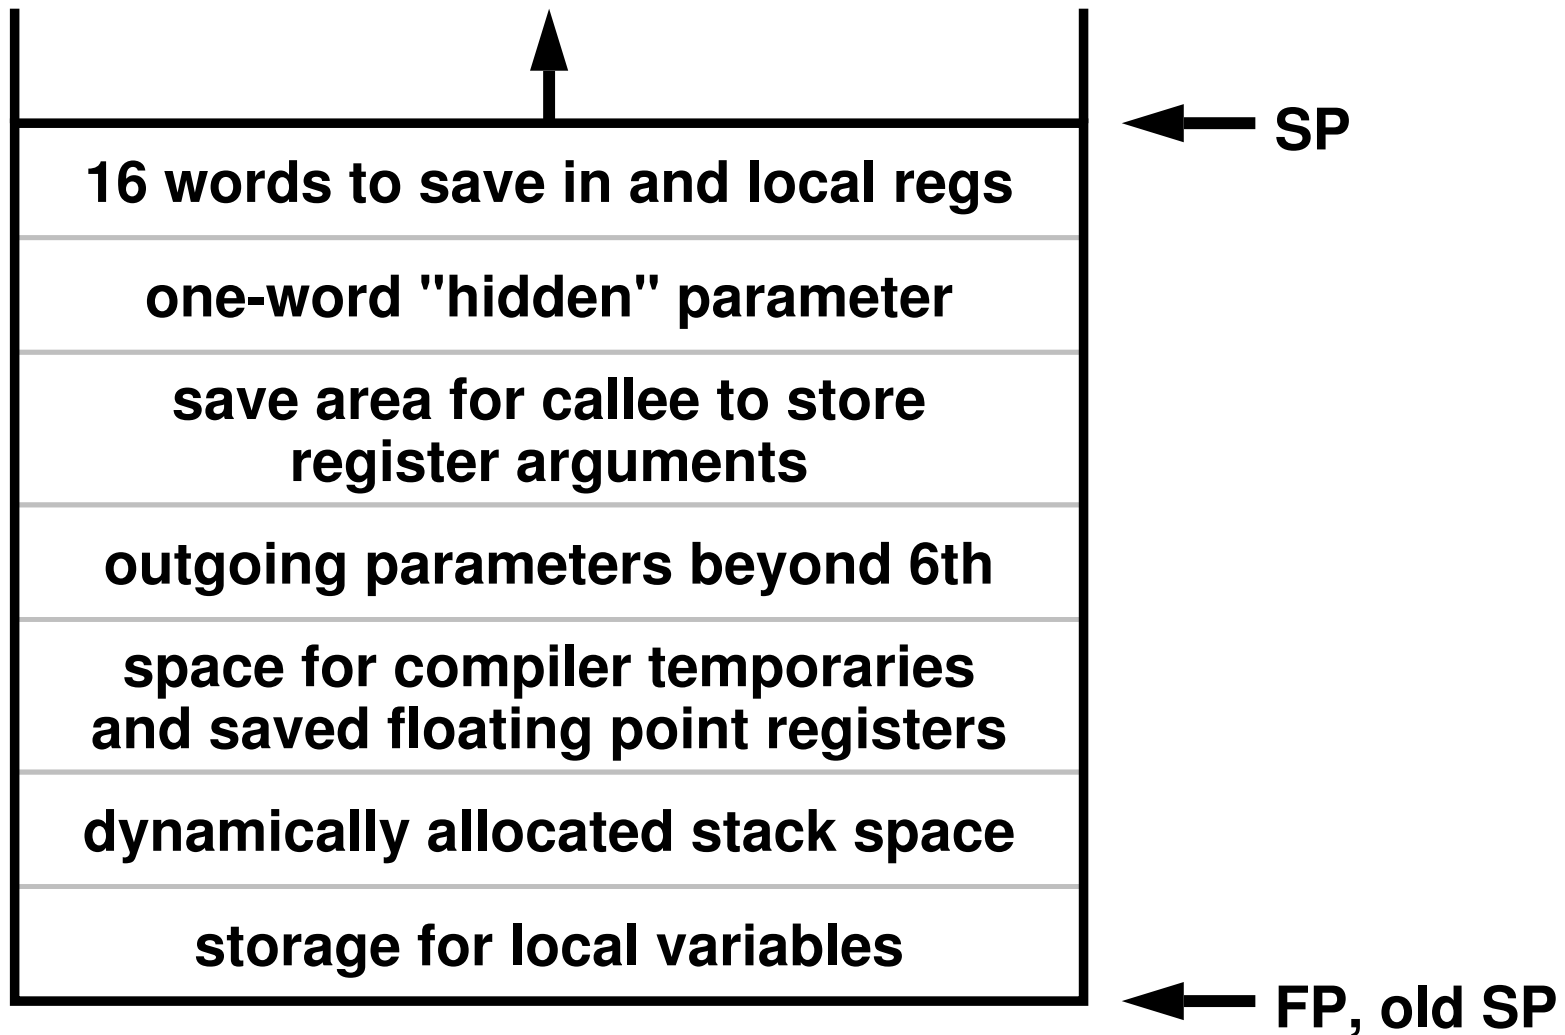 SP
16 words to save in and local regs
one-word "hidden" parameter
save area for callee to store
register arguments
outgoing parameters beyond 6th
space for compiler temporaries
and saved floating point registers
dynamically allocated stack space
storage for local variables
FP, old SP